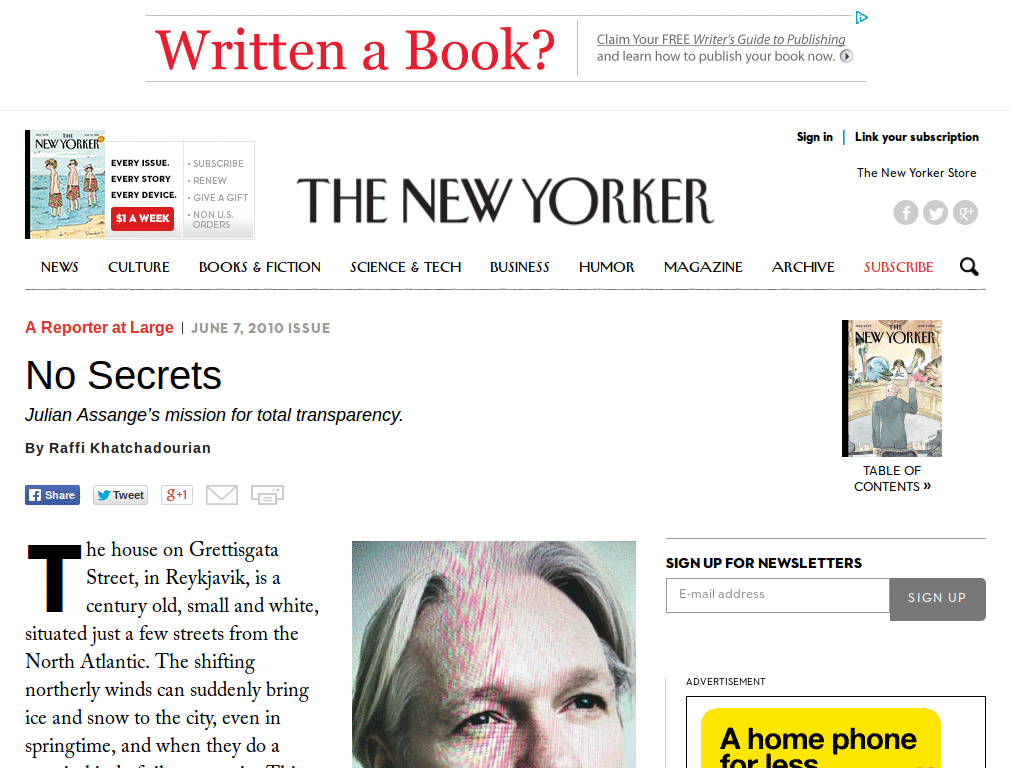 Written a Book?
Claim Your FREE Writer's Guide to Publishing
and learn how to publish your book now.
THE
NEW YORKER
EVERY ISSUE.
EVERY STORY
EVERY DEVICE.
$1 A WEEK
• SUBSCRIBE
• RENEW
• GIVE A GIFT
• NON U.S.
ORDERS
THE NEW YORKER
Sign in | Link your subscription
The New Yorker Store
NEWS CULTURE BOOKS & FICTION SCIENCE & TECH BUSINESS HUMOR MAGAZINE ARCHIVE SUBSCRIBE
A Reporter at Large | JUNE 7, 2010 ISSUE
No Secrets
Julian Assange's mission for total transparency.
By Raffi Khatchadourian
Share Tweet g+1
THE
NEW YORKER
TABLE OF
CONTENTS »
The house on Grettisgata
Street, in Reykjavik, is a
century old, small and white,
situated just a few streets from the
North Atlantic. The shifting
northerly winds can suddenly bring
ice and snow to the city, even in
springtime, and when they do a
SIGN UP FOR NEWSLETTERS
E-mail address SIGN UP
ADVERTISEMENT
A home phone
for less